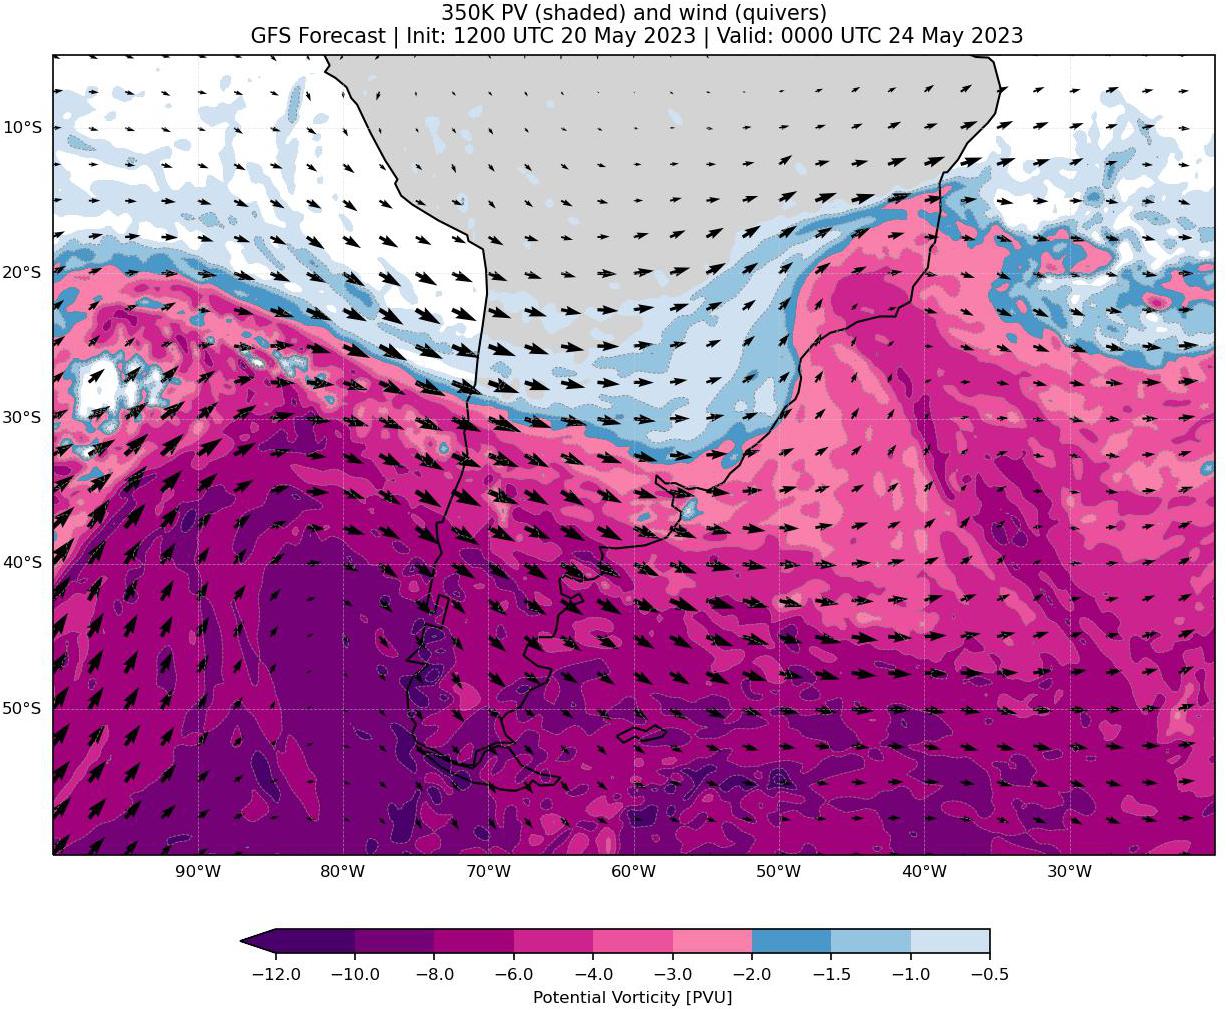 350K PV (shaded) and wind (quivers)
GFS Forecast | Init: 1200 UTC 20 May 2023 | Valid: 0000 UTC 24 May 2023
10°S
20°S
30°S
40°S
50°S
90°W 80°W 70°W 60°W 50°W 40°W 30°W
−12.0 −10.0 −8.0 −6.0 −4.0 −3.0 −2.0 −1.5 −1.0 −0.5
Potential Vorticity [PVU]